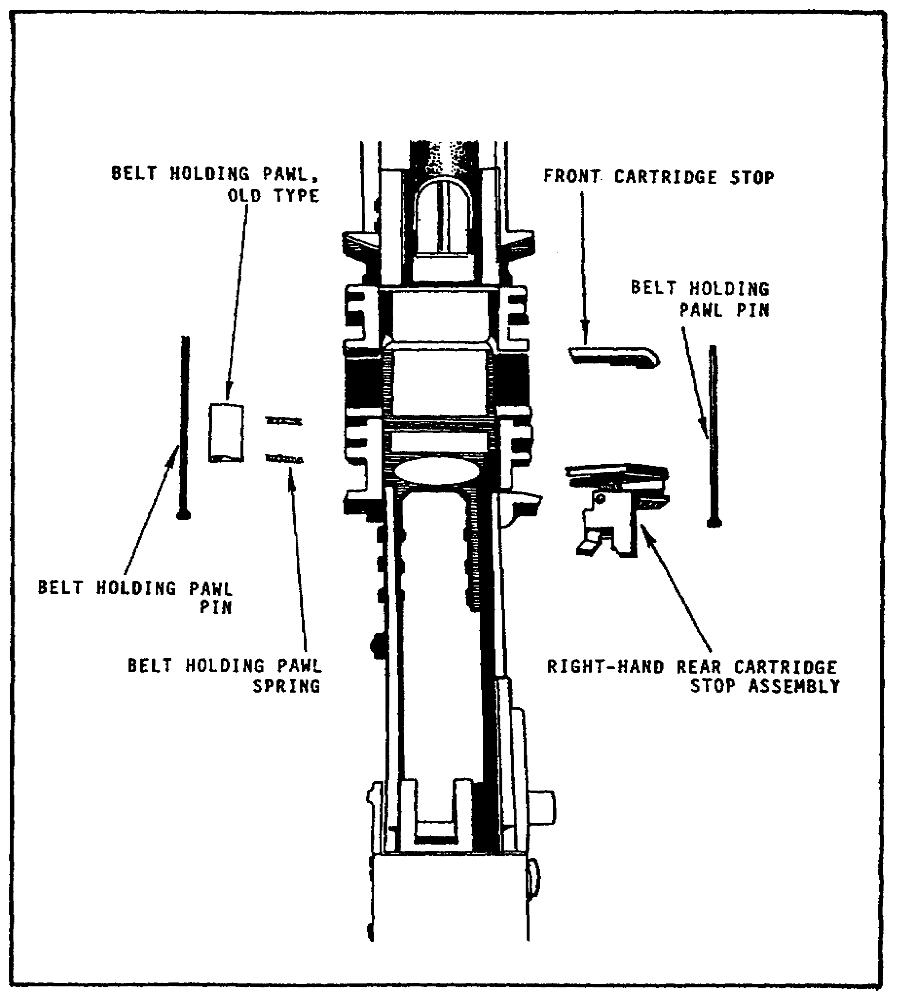 BELT HOLDING PAWL,
OLD TYPE
FRONT CARTRIDGE STOP
BELT HOLDING
PAWL PIN
BELT HOLDING PAWL
PIN
BELT HOLDING PAWL
SPRING
RIGHT-HAND REAR CARTRIDGE
STOP ASSEMBLY